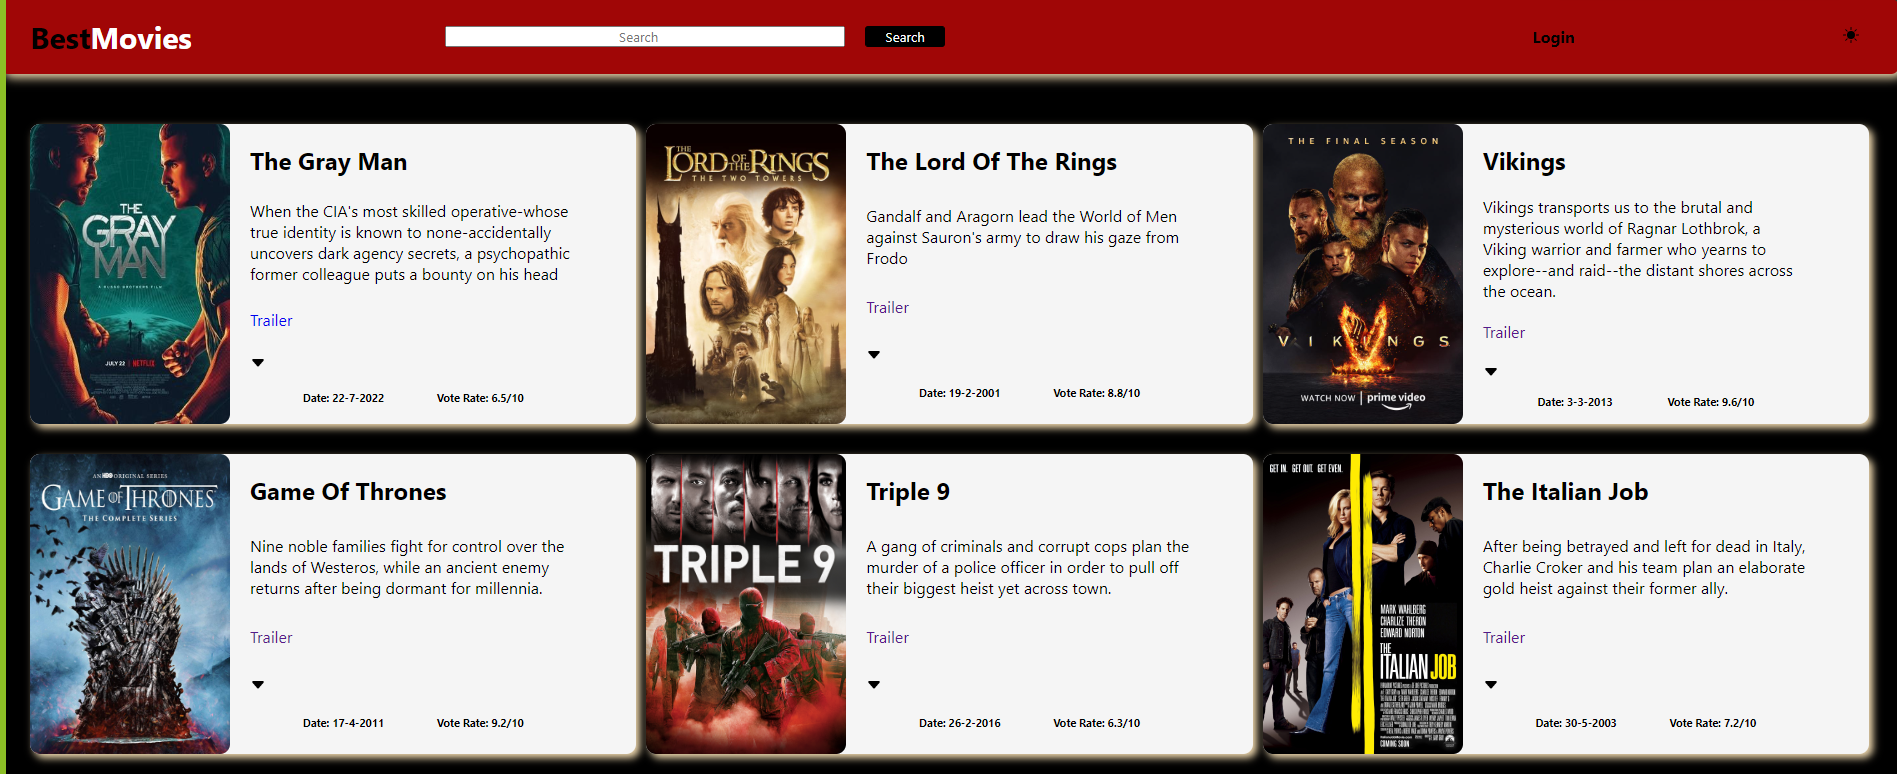 BestMovies
Search
Search
Login
THE
GRAY
MAN
A RUSSO BROTHERS FILM
JULY 22 | NETFLIX
The Gray Man
When the CIA's most skilled operative-whose
true identity is known to none-accidentally
uncovers dark agency secrets, a psychopathic
former colleague puts a bounty on his head
Trailer
Date: 22-7-2022
Vote Rate: 6.5/10
THE
LORD OF THE RINGS
THE TWO TOWERS
The Lord Of The Rings
Gandalf and Aragorn lead the World of Men
against Sauron's army to draw his gaze from
Frodo
Trailer
Date: 19-2-2001
Vote Rate: 8.8/10
THE FINAL SEASON
VIKINGS
WATCH NOW | prime video
Vikings
Vikings transports us to the brutal and
mysterious world of Ragnar Lothbrok, a
Viking warrior and farmer who yearns to
explore--and raid--the distant shores across
the ocean.
Trailer
Date: 3-3-2013
Vote Rate: 9.6/10
AN HBO ORIGINAL SERIES
GAME OF THRONES
THE COMPLETE SERIES
Game Of Thrones
Nine noble families fight for control over the
lands of Westeros, while an ancient enemy
returns after being dormant for millennia.
Trailer
Date: 17-4-2011
Vote Rate: 9.2/10
TRIPLE 9
Triple 9
A gang of criminals and corrupt cops plan the
murder of a police officer in order to pull off
their biggest heist yet across town.
Trailer
Date: 26-2-2016
Vote Rate: 6.3/10
GET IN. GET OUT. GET EVEN.
MARK WAHLBERG
CHARLIZE THERON
EDWARD NORTON
THE
ITALIAN JOB
COMING SOON
The Italian Job
After being betrayed and left for dead in Italy,
Charlie Croker and his team plan an elaborate
gold heist against their former ally.
Trailer
Date: 30-5-2003
Vote Rate: 7.2/10